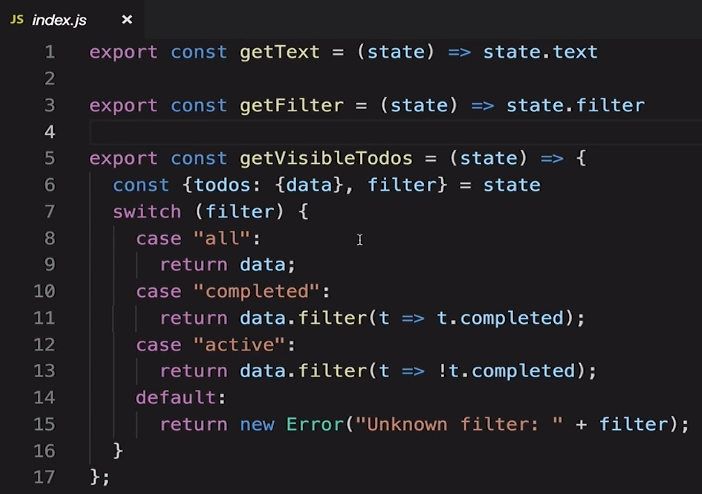 JS index.js ×
1 export const getText = (state) => state.text
2
3 export const getFilter = (state) => state.filter
4
5 export const getVisibleTodos = (state) => {
6 const {todos: {data}, filter} = state
7 switch (filter) {
8 case "all":
9 return data;
10 case "completed":
11 return data.filter(t => t.completed);
12 case "active":
13 return data.filter(t => !t.completed);
14 default:
15 return new Error("Unknown filter: " + filter);
16 }
17 };